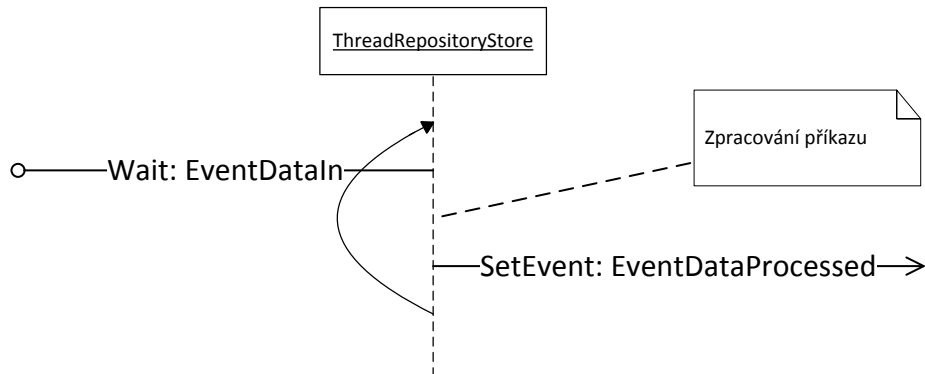 ThreadRepositoryStore
Zpracování příkazu
Wait: EventDataIn
SetEvent: EventDataProcessed